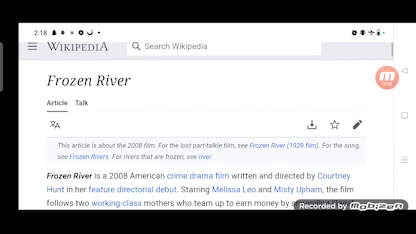 2:18
WIKIPEDIA
Search Wikipedia
Frozen River
Article Talk
This article is about the 2008 film. For the lost part-talkie film, see Frozen River (1929 film). For the song,
see Frozen Rivers. For rivers that are frozen, see river.
Frozen River is a 2008 American crime drama film written and directed by Courtney
Hunt in her feature directorial debut. Starring Melissa Leo and Misty Upham, the film
follows two working-class mothers who team up to earn money by
Recorded by Mobizen